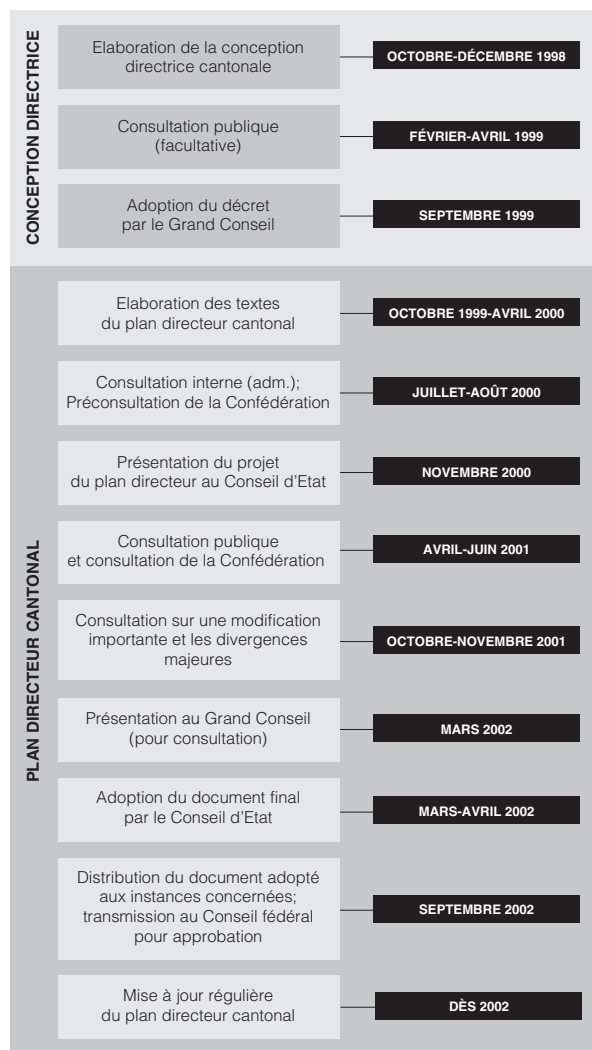 CONCEPTION DIRECTRICE
Elaboration de la conception
directrice cantonale
OCTOBRE-DÉCEMBRE 1998
Consultation publique
(facultative)
FÉVRIER-AVRIL 1999
Adoption du décret
par le Grand Conseil
SEPTEMBRE 1999
PLAN DIRECTEUR CANTONAL
Elaboration des textes
du plan directeur cantonal
OCTOBRE 1999-AVRIL 2000
Consultation interne (adm.);
Préconsultation de la Confédération
JUILLET-AOÛT 2000
Présentation du projet
du plan directeur au Conseil d'Etat
NOVEMBRE 2000
Consultation publique
et consultation de la Confédération
AVRIL-JUIN 2001
Consultation sur une modification
importante et les divergences
majeures
OCTOBRE-NOVEMBRE 2001
Présentation au Grand Conseil
(pour consultation)
MARS 2002
Adoption du document final
par le Conseil d'Etat
MARS-AVRIL 2002
Distribution du document adopté
aux instances concernées;
transmission au Conseil fédéral
pour approbation
SEPTEMBRE 2002
Mise à jour régulière
du plan directeur cantonal
DÈS 2002